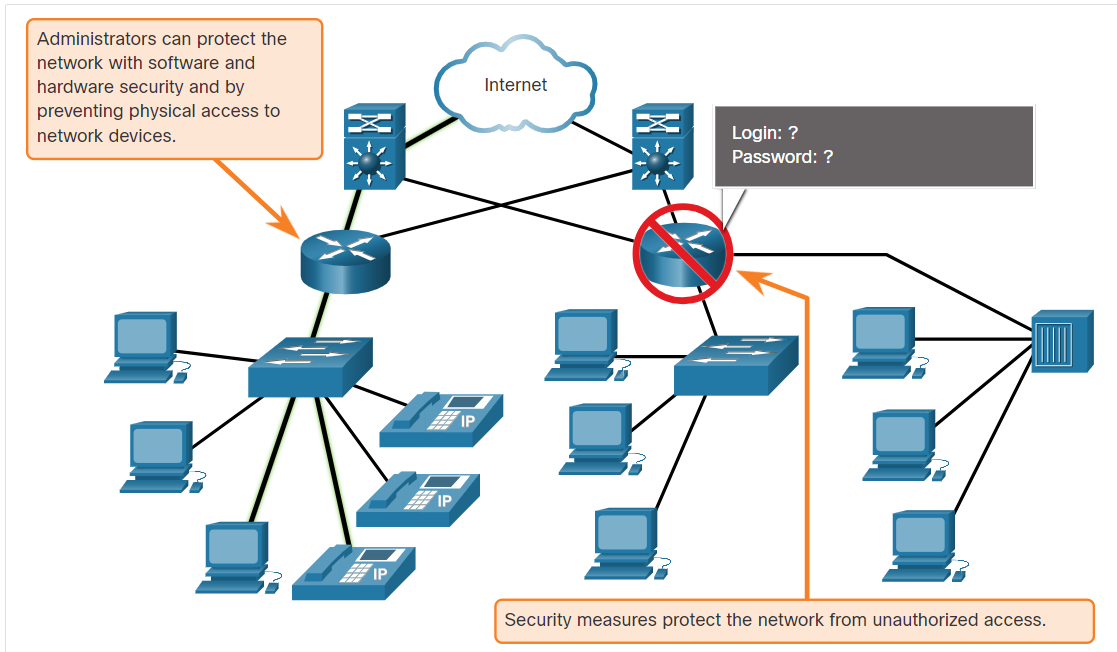 Administrators can protect the
network with software and
hardware security and by
preventing physical access to
network devices.
Internet
Login: ?
Password: ?
IP
IP
IP
Security measures protect the network from unauthorized access.